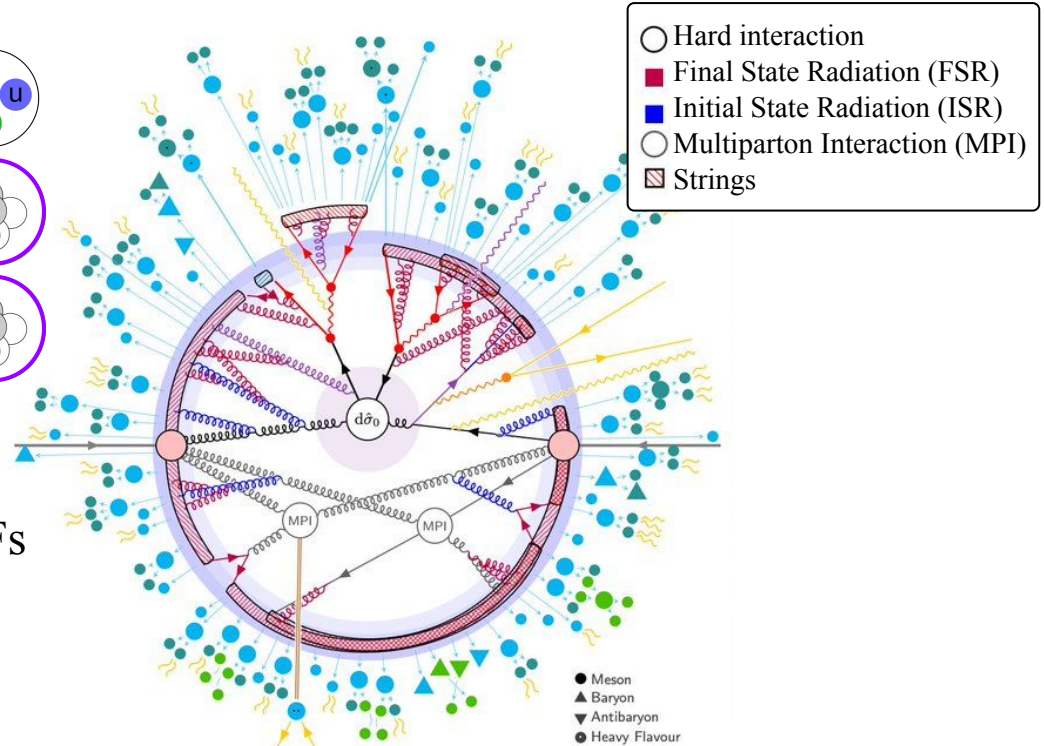 Hard interaction
Final State Radiation (FSR)
Initial State Radiation (ISR)
Multiparton Interaction (MPI)
Strings
u
dσ̂₀
MPI
MPI
Fs
Meson
Baryon
Antibaryon
Heavy Flavour